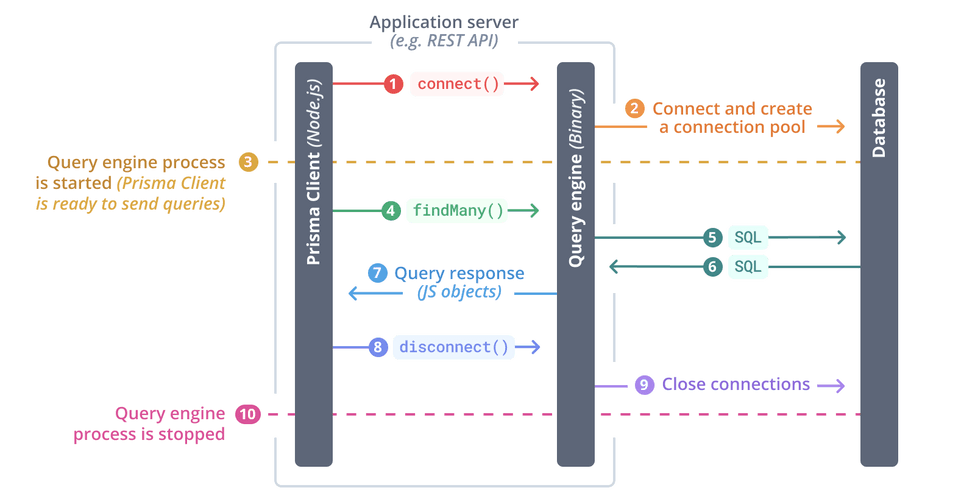 Application server
(e.g. REST API)
Prisma Client (Node.js)
Query engine (Binary)
Database
1 connect()
2 Connect and create
a connection pool
Query engine process 3
is started (Prisma Client
is ready to send queries)
4 findMany()
5 SQL
6 SQL
7 Query response
(JS objects)
8 disconnect()
9 Close connections
Query engine 10
process is stopped